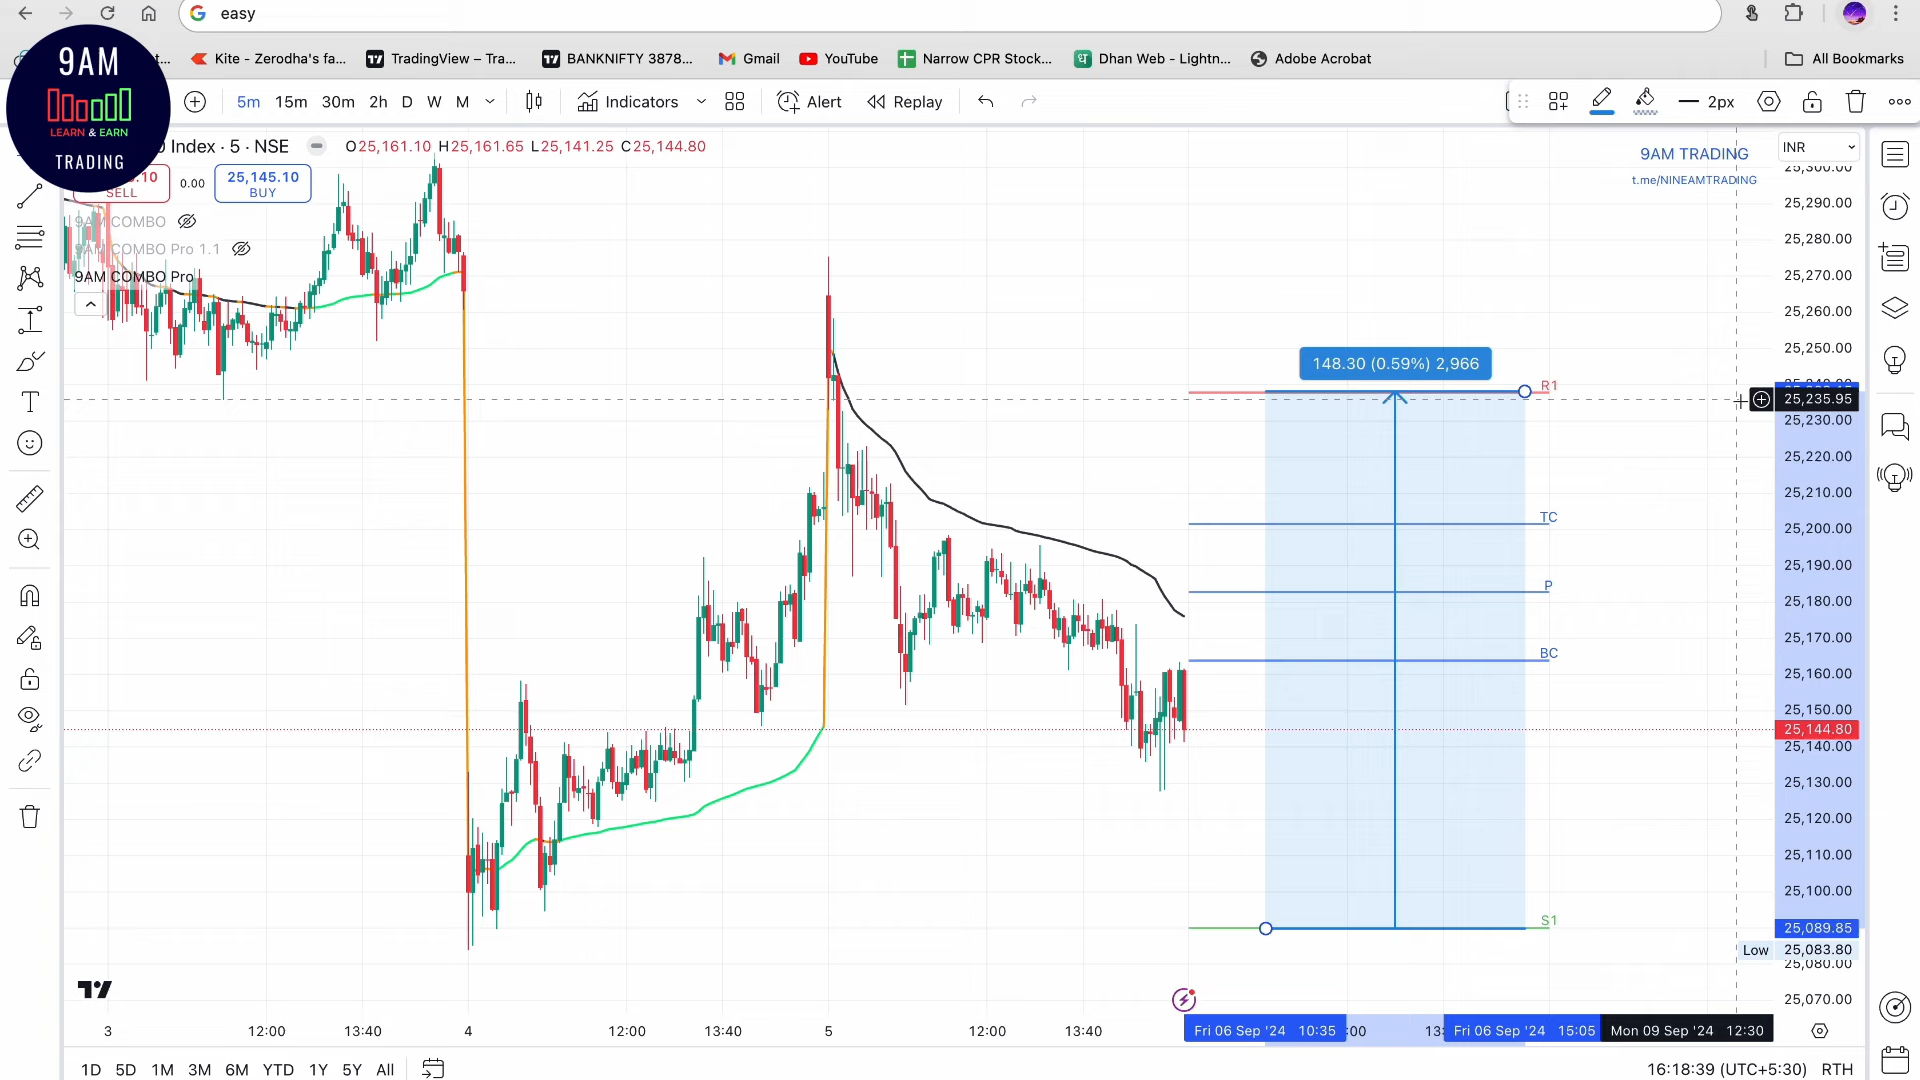 easy
9AM
LEARN & EARN
TRADING
Kite - Zerodha's fa...
TradingView – Tra...
BANKNIFTY 3878...
Gmail
YouTube
Narrow CPR Stock...
Dhan Web - Lightn...
Adobe Acrobat
All Bookmarks
5m 15m 30m 2h D W M
Indicators
Alert
Replay
2px
Index · 5 · NSE
O25,161.10 H25,161.65 L25,141.25 C25,144.80
SELL
0.00
25,145.10
BUY
9AM COMBO
9AM COMBO Pro 1.1
9AM COMBO Pro
9AM TRADING
t.me/NINEAMTRADING
INR
25,300.00
25,290.00
25,280.00
25,270.00
25,260.00
25,250.00
148.30 (0.59%) 2,966
R1
25,235.95
25,230.00
25,220.00
25,210.00
TC
25,200.00
25,190.00
P
25,180.00
25,170.00
BC
25,160.00
25,150.00
25,144.80
25,140.00
25,130.00
25,120.00
25,110.00
25,100.00
S1
25,089.85
Low 25,083.80
25,080.00
25,070.00
3 12:00 13:40 4 12:00 13:40 5 12:00 13:40
Fri 06 Sep '24 10:35
Fri 06 Sep '24 15:05
Mon 09 Sep '24 12:30
1D 5D 1M 3M 6M YTD 1Y 5Y All
16:18:39 (UTC+5:30) RTH